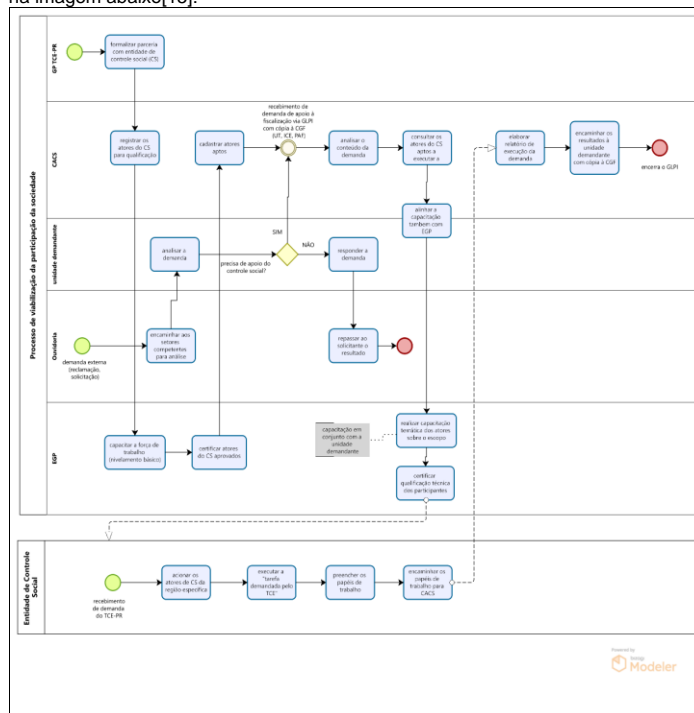 na imagem abaixo[18].
Processo de viabilização da participação da sociedade
GP TCE-PR
formalizar parceria
com entidade de
controle social (CS)
CACS
registrar os
atores do CS
para qualificação
cadastrar atores
aptos
recebimento de
demanda de apoio à
fiscalização via GLPI
com cópia à CGF
(UT, ICE, PAF)
analisar o
conteúdo da
demanda
consultar os
atores do CS
aptos a
executar a
elaborar
relatório de
execução da
demanda
encaminhar os
resultados à
unidade
demandante
com cópia à CGF
encerra o GLPI
alinhar a
capacitação
também com
EGP
unidade demandante
analisar a
demanda
precisa de apoio do
controle social?
SIM
NÃO
responder a
demanda
Ouvidoria
demanda externa
(reclamação,
solicitação)
encaminhar aos
setores
competentes
para análise
repassar ao
solicitante o
resultado
EGP
capacitar a força de
trabalho
(nivelamento básico)
certificar atores
do CS aprovados
capacitação em
conjunto com a
unidade
demandante
realizar capacitação
temática dos atores
sobre o escopo
certificar
qualificação técnica
dos participantes
Entidade de Controle
Social
recebimento
de demanda
do TCE-PR
acionar os
atores de CS da
região específica
executar a
"tarefa
demandada pelo
TCE"
preencher os
papéis de
trabalho
encaminhar os
papéis de
trabalho para
CACS
Powered by
bizagi
Modeler